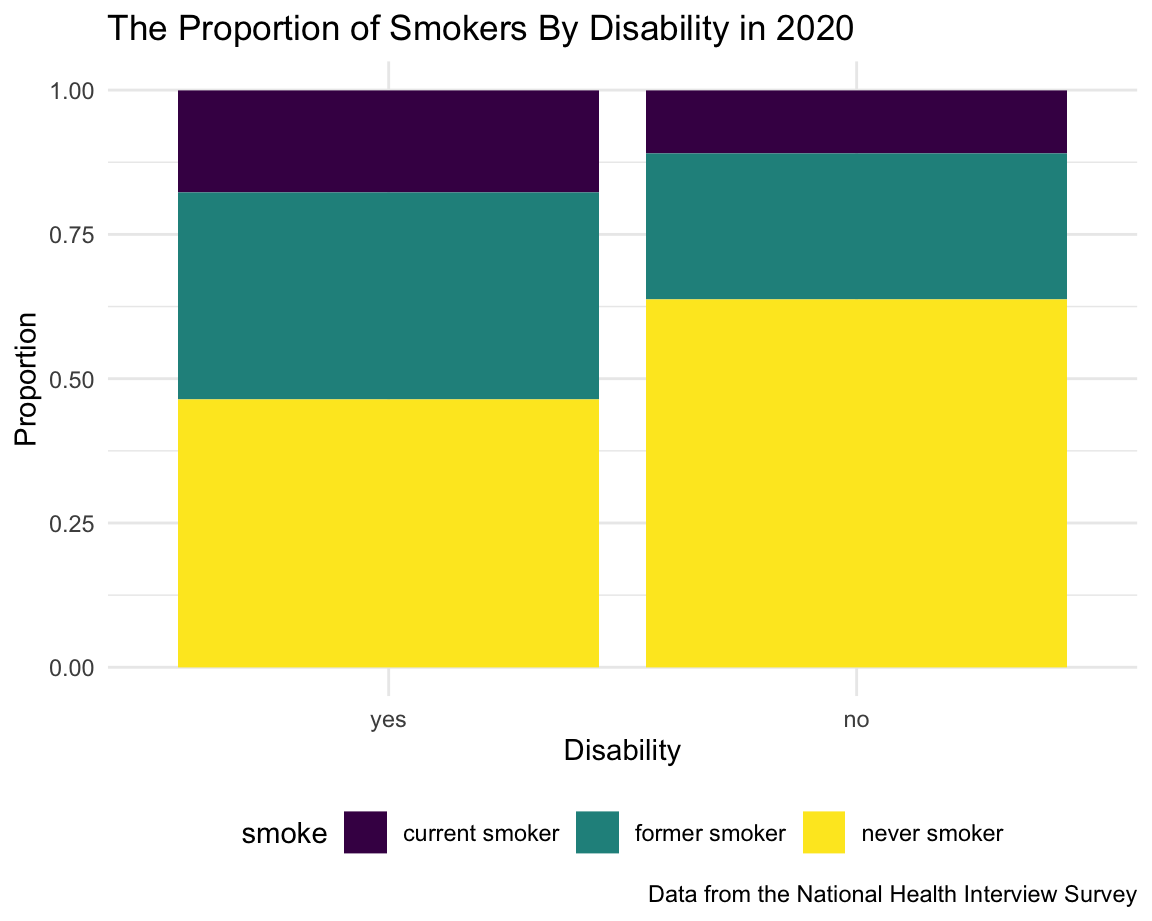 The Proportion of Smokers By Disability in 2020
1.00
0.75
0.50
0.25
0.00
Proportion
yes no
Disability
smoke current smoker former smoker never smoker
Data from the National Health Interview Survey